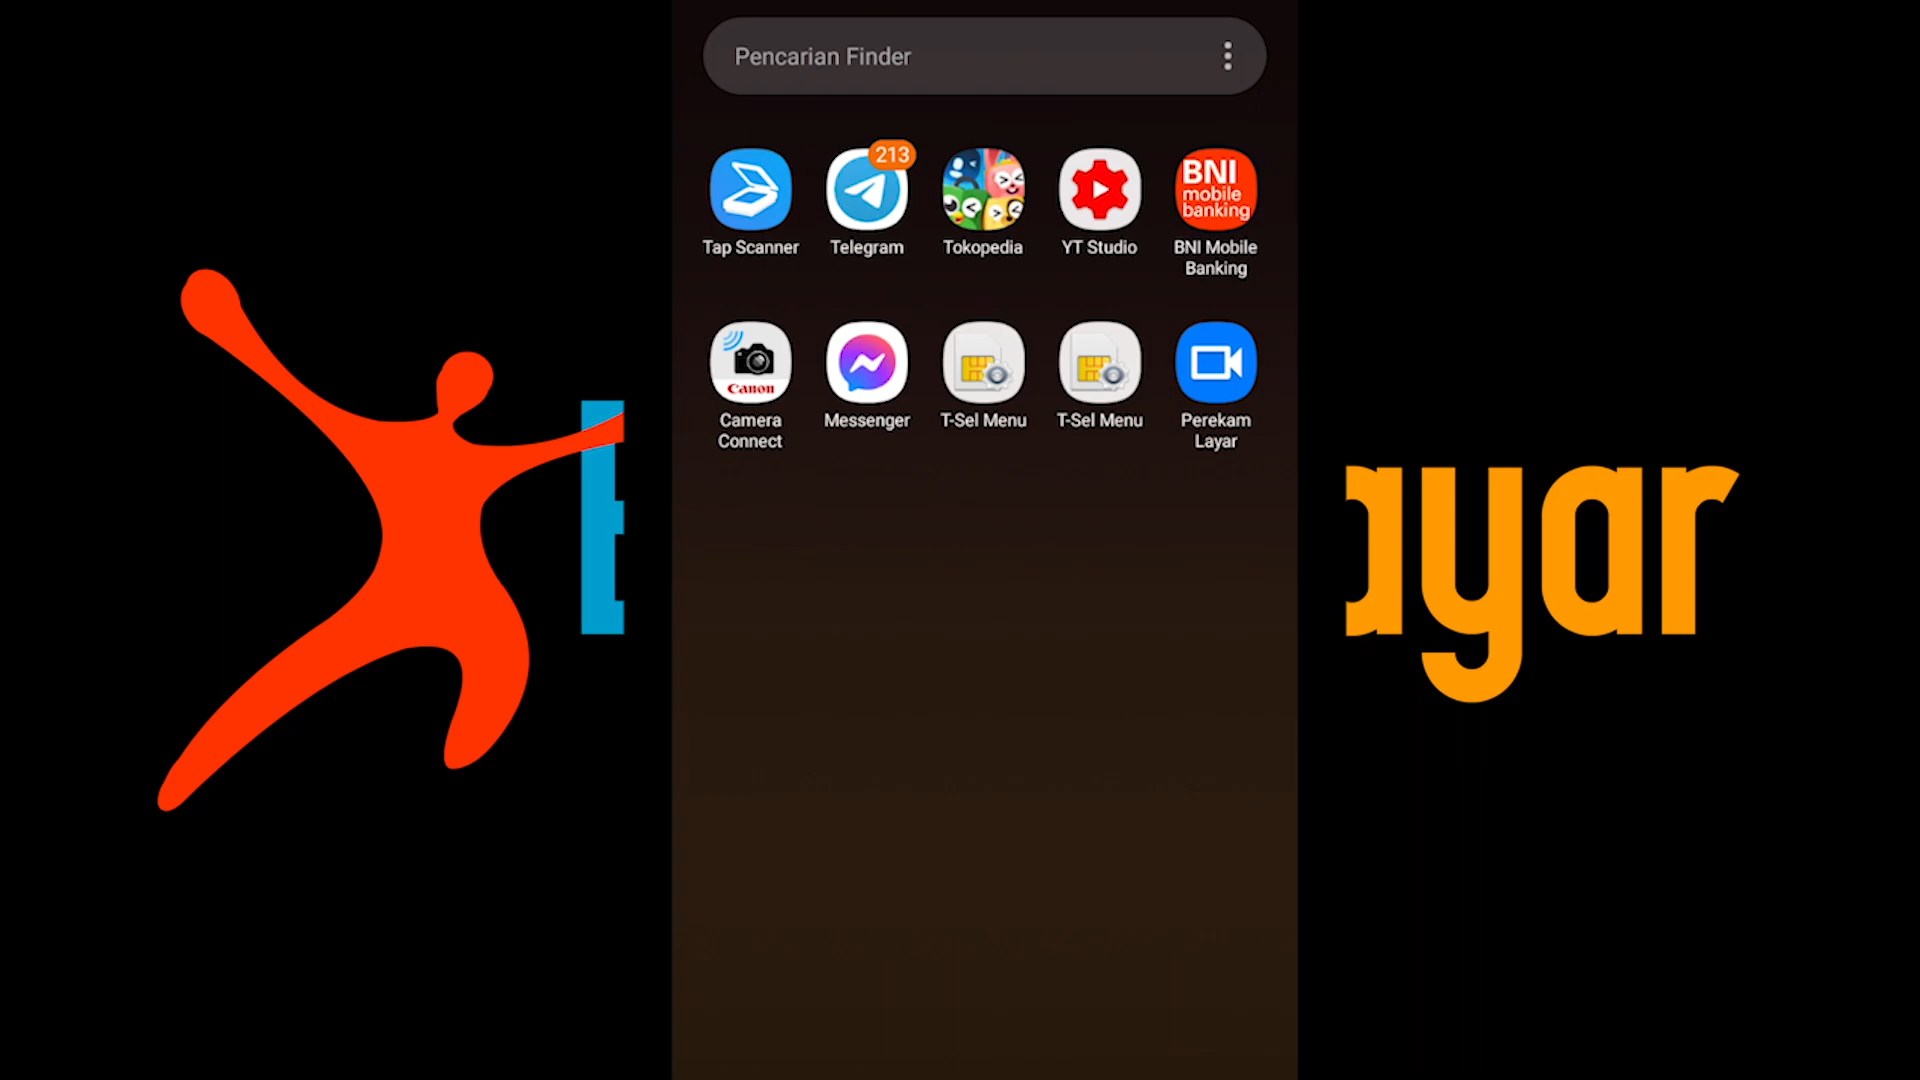 Pencarian Finder
213
Tap Scanner
Telegram
Tokopedia
YT Studio
BNI
mobile
banking
BNI Mobile
Banking
Canon
Camera
Connect
Messenger
T-Sel Menu
T-Sel Menu
Perekam
Layar
ayar